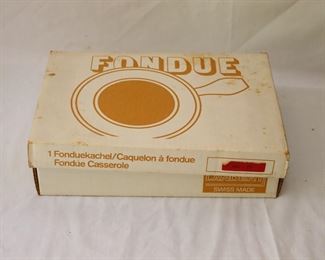 FONDUE
1 Fonduekachel/Caquelon à fondue
Fondue Casserole
SWISS MADE